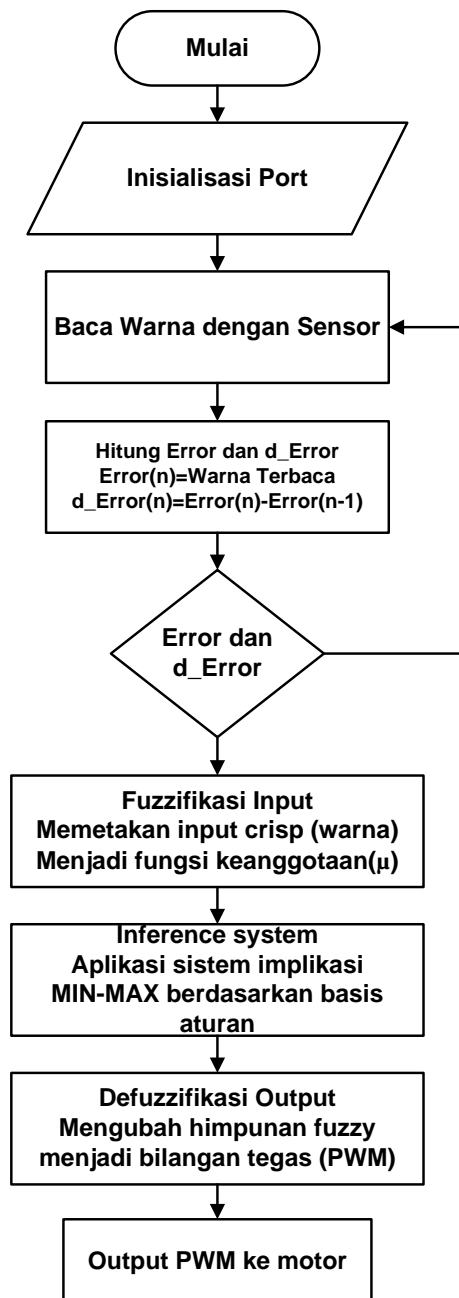 Mulai
Inisialisasi Port
Baca Warna dengan Sensor
Hitung Error dan d_Error
Error(n)=Warna Terbaca
d_Error(n)=Error(n)-Error(n-1)
Error dan
d_Error
Fuzzifikasi Input
Memetakan input crisp (warna)
Menjadi fungsi keanggotaan(μ)
Inference system
Aplikasi sistem implikasi
MIN-MAX berdasarkan basis
aturan
Defuzzifikasi Output
Mengubah himpunan fuzzy
menjadi bilangan tegas (PWM)
Output PWM ke motor